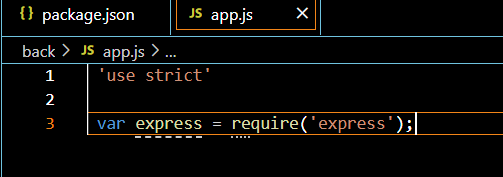 {} package.json JS app.js ×
back > JS app.js > ...
1 'use strict'
2
3 var express = require('express');